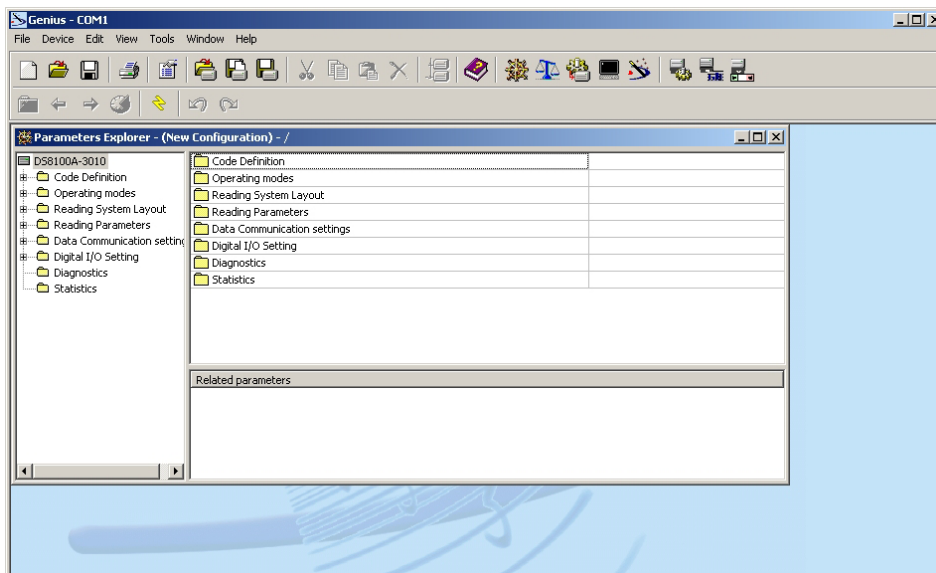 Genius - COM1
File Device Edit View Tools Window Help
Parameters Explorer - (New Configuration) - /
DS8100A-3010
Code Definition
Operating modes
Reading System Layout
Reading Parameters
Data Communication setting
Digital I/O Setting
Diagnostics
Statistics
Code Definition
Operating modes
Reading System Layout
Reading Parameters
Data Communication settings
Digital I/O Setting
Diagnostics
Statistics
Related parameters